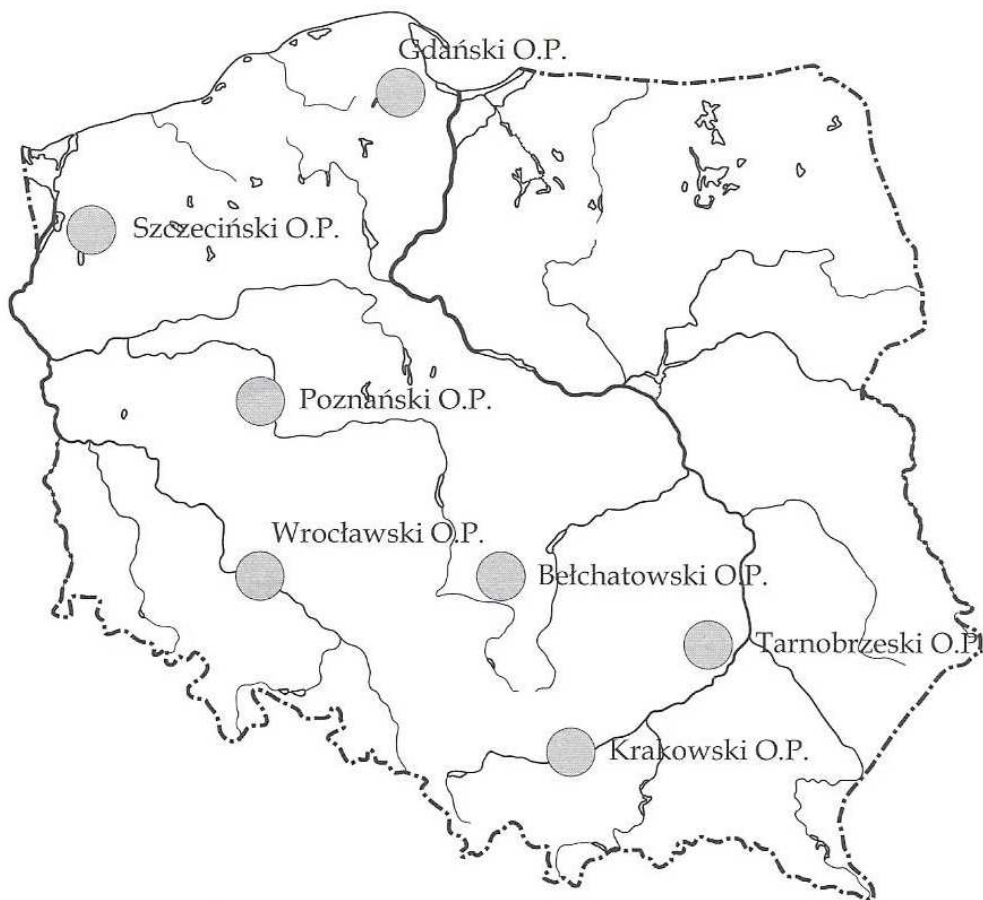 Gdański O.P.
Szczeciński O.P.
Poznański O.P.
Wrocławski O.P.
Bełchatowski O.P.
Tarnobrzeski O.P.
Krakowski O.P.